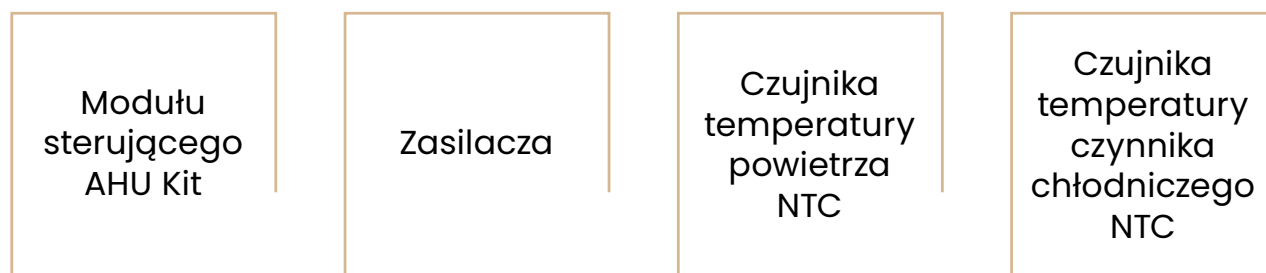 Modułu
sterującego
AHU Kit
Zasilacza
Czujnika
temperatury
powietrza
NTC
Czujnika
temperatury
czynnika
chłodniczego
NTC